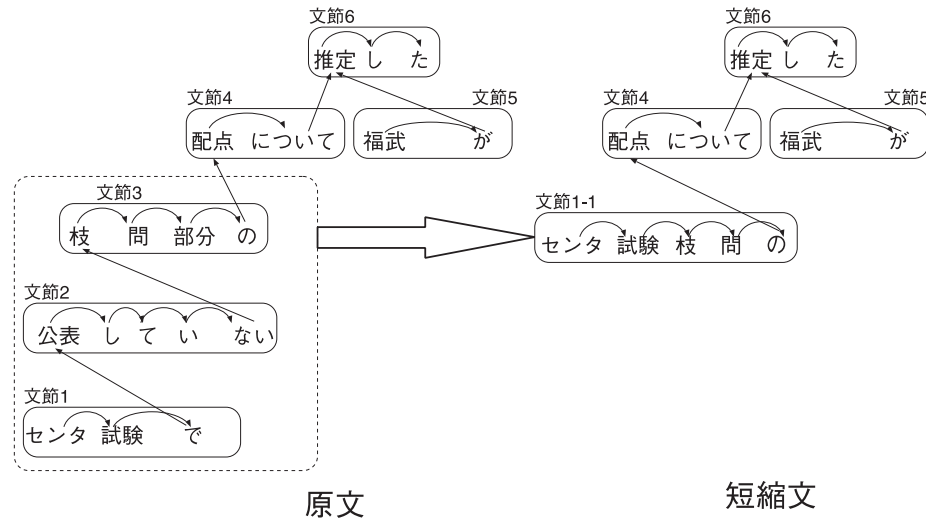 文節6
推定 し た
文節4
配点 について
文節5
福武 が
文節3
枝 問 部分 の
文節2
公表 し て い ない
文節1
センタ 試験 で
原文
文節6
推定 し た
文節4
配点 について
文節5
福武 が
文節1-1
センタ 試験 枝 問 の
短縮文